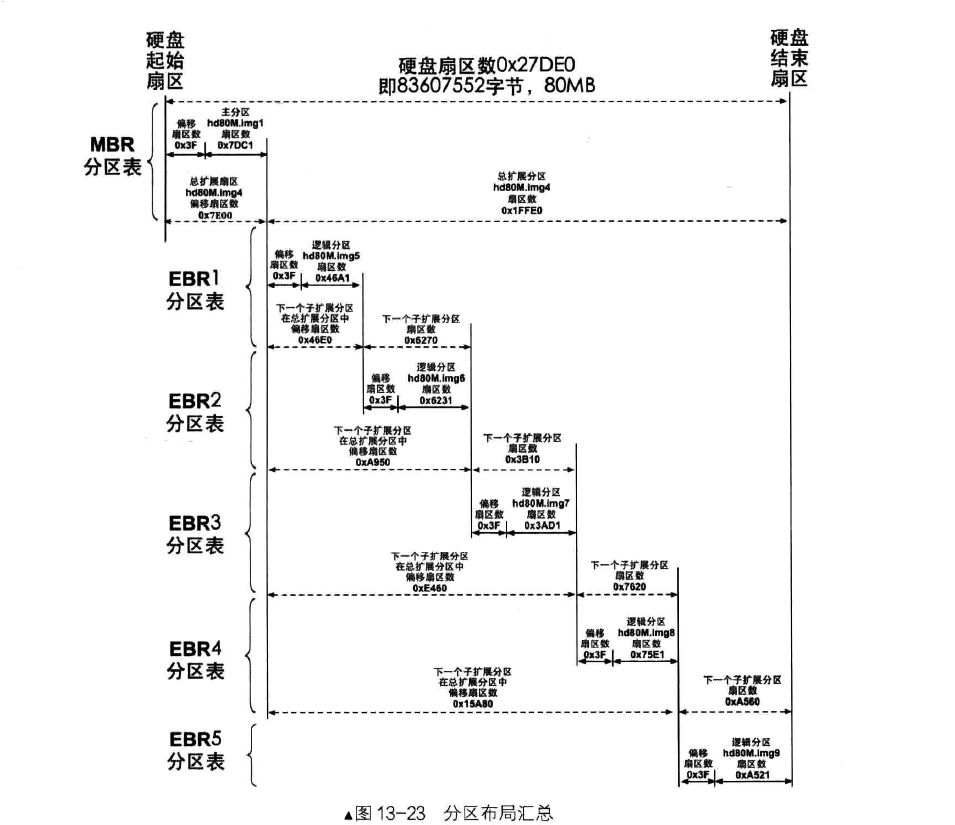 硬盘
起始
扇区
硬盘扇区数0x27DE0
即83607552字节，80MB
硬盘
结束
扇区
MBR
分区表
偏移
扇区数
0x3F
主分区
hd80M.img1
扇区数
0x7DC1
总扩展扇区
hd80M.img4
偏移扇区数
0x7E00
总扩展分区
hd80M.img4
扇区数
0x1FFE0
EBR1
分区表
偏移
扇区数
0x3F
逻辑分区
hd80M.img5
扇区数
0x46A1
下一个子扩展分区
在总扩展分区中
偏移扇区数
0x46E0
下一个子扩展分区
扇区数
0x6270
EBR2
分区表
偏移
扇区数
0x3F
逻辑分区
hd80M.img6
扇区数
0x6231
下一个子扩展分区
在总扩展分区中
偏移扇区数
0xA950
下一个子扩展分区
扇区数
0x3B10
EBR3
分区表
偏移
扇区数
0x3F
逻辑分区
hd80M.img7
扇区数
0x3AD1
下一个子扩展分区
在总扩展分区中
偏移扇区数
0xE460
下一个子扩展分区
扇区数
0x7620
EBR4
分区表
偏移
扇区数
0x3F
逻辑分区
hd80M.img8
扇区数
0x75E1
下一个子扩展分区
在总扩展分区中
偏移扇区数
0x15A80
下一个子扩展分区
扇区数
0xA560
EBR5
分区表
偏移
扇区数
0x3F
逻辑分区
hd80M.img9
扇区数
0xA521
▲图 13-23 分区布局汇总